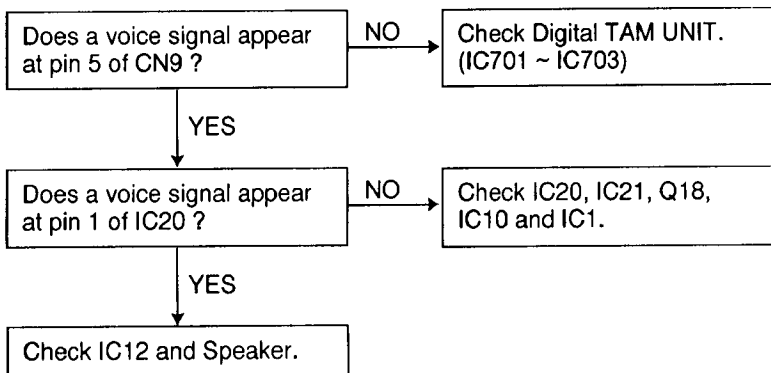 Does a voice signal appear
at pin 5 of CN9 ?
NO
Check Digital TAM UNIT.
(IC701 ~ IC703)
YES
Does a voice signal appear
at pin 1 of IC20 ?
NO
Check IC20, IC21, Q18,
IC10 and IC1.
YES
Check IC12 and Speaker.